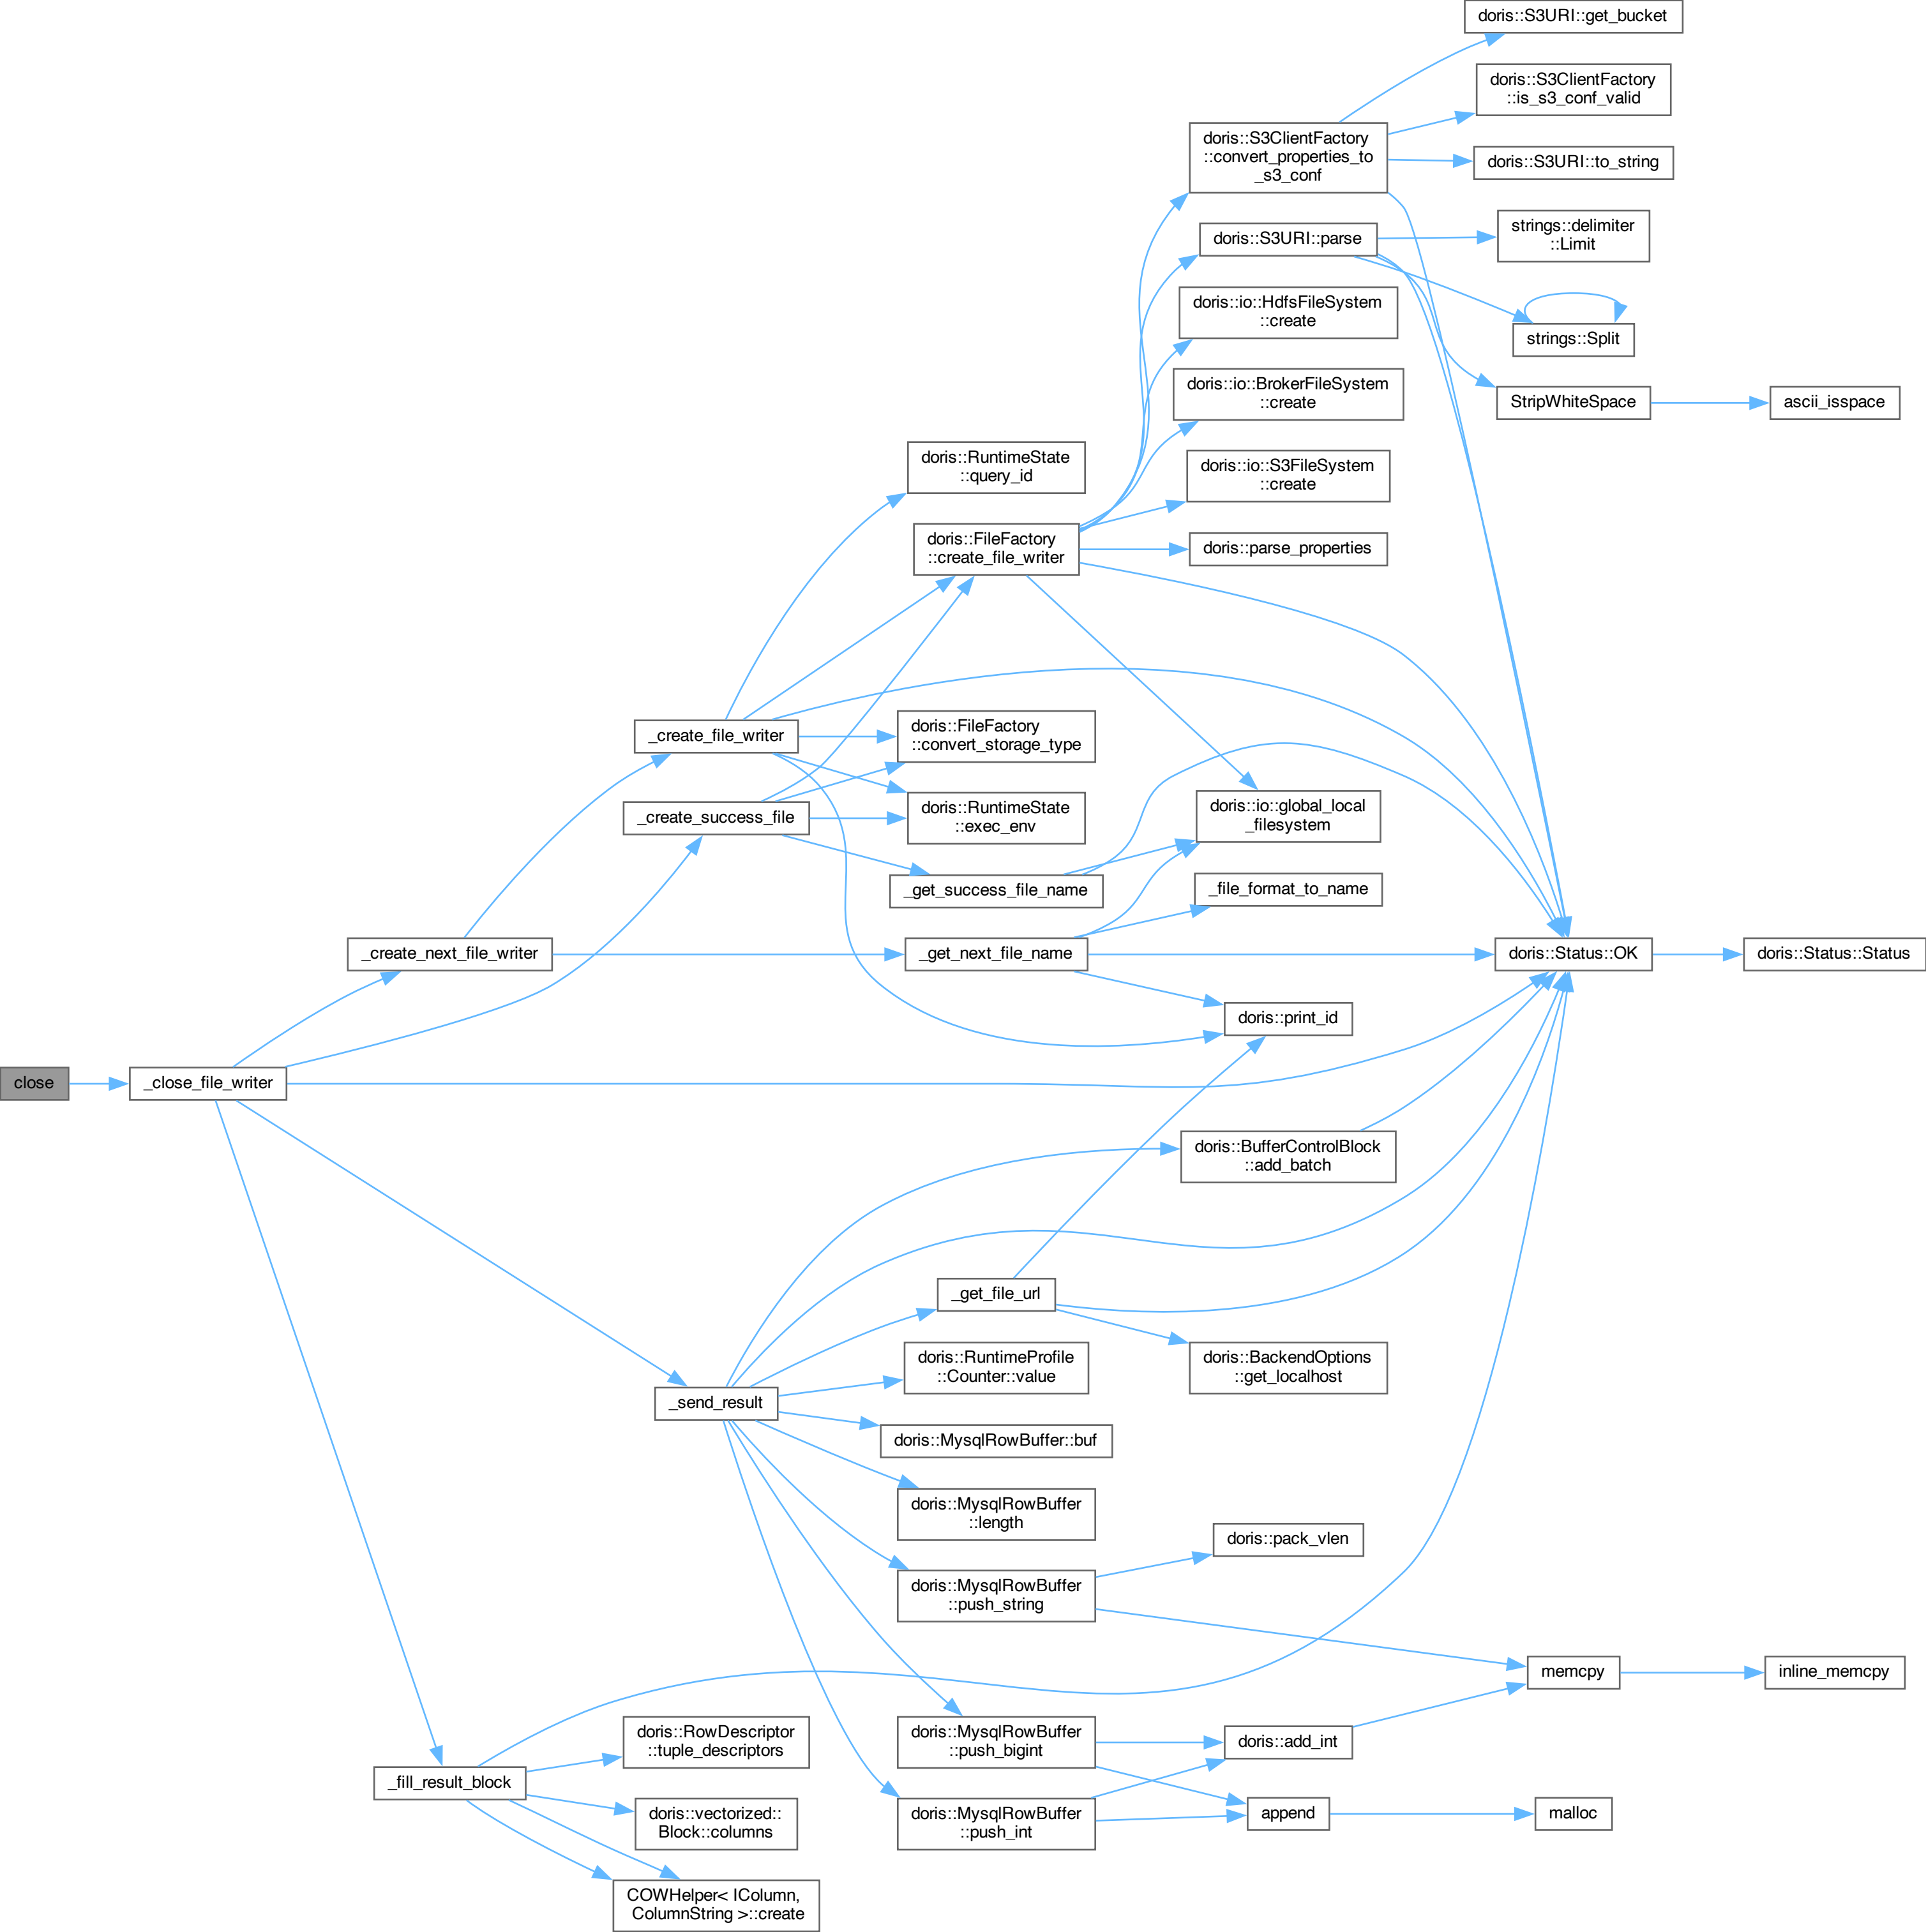 doris::S3URI::get_bucket
doris::S3ClientFactory
::is_s3_conf_valid
doris::S3ClientFactory
::convert_properties_to
_s3_conf
doris::S3URI::to_string
strings::delimiter
::Limit
doris::S3URI::parse
doris::io::HdfsFileSystem
::create
strings::Split
doris::io::BrokerFileSystem
::create
StripWhiteSpace
ascii_isspace
doris::RuntimeState
::query_id
doris::io::S3FileSystem
::create
doris::FileFactory
::create_file_writer
doris::parse_properties
_create_file_writer
doris::FileFactory
::convert_storage_type
_create_success_file
doris::RuntimeState
::exec_env
doris::io::global_local
_filesystem
_get_success_file_name
_file_format_to_name
_create_next_file_writer
_get_next_file_name
doris::Status::OK
doris::Status::Status
doris::print_id
close
_close_file_writer
doris::BufferControlBlock
::add_batch
_get_file_url
doris::RuntimeProfile
::Counter::value
doris::BackendOptions
::get_localhost
_send_result
doris::MysqlRowBuffer::buf
doris::MysqlRowBuffer
::length
doris::pack_vlen
doris::MysqlRowBuffer
::push_string
memcpy
inline_memcpy
doris::RowDescriptor
::tuple_descriptors
doris::MysqlRowBuffer
::push_bigint
doris::add_int
_fill_result_block
doris::vectorized::
Block::columns
doris::MysqlRowBuffer
::push_int
append
malloc
COWHelper< IColumn,
ColumnString >::create